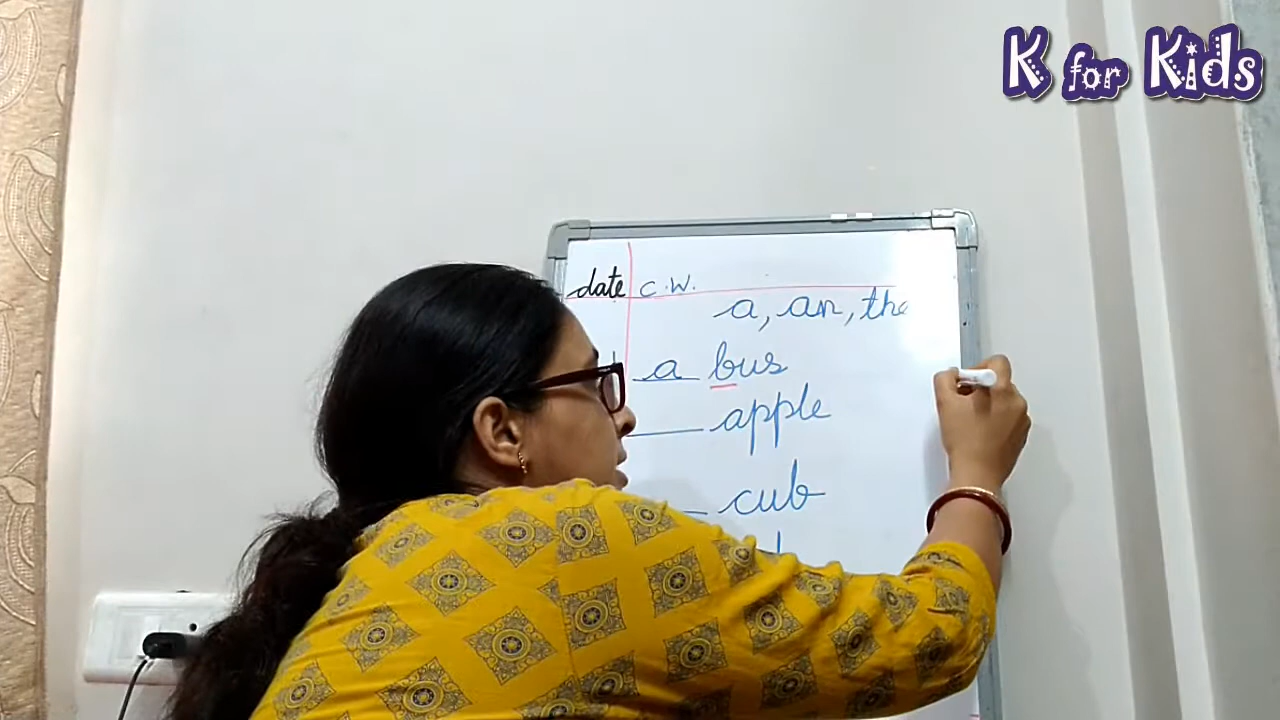 K for Kids
date C.W.
a, an, the
a bus
apple
cub